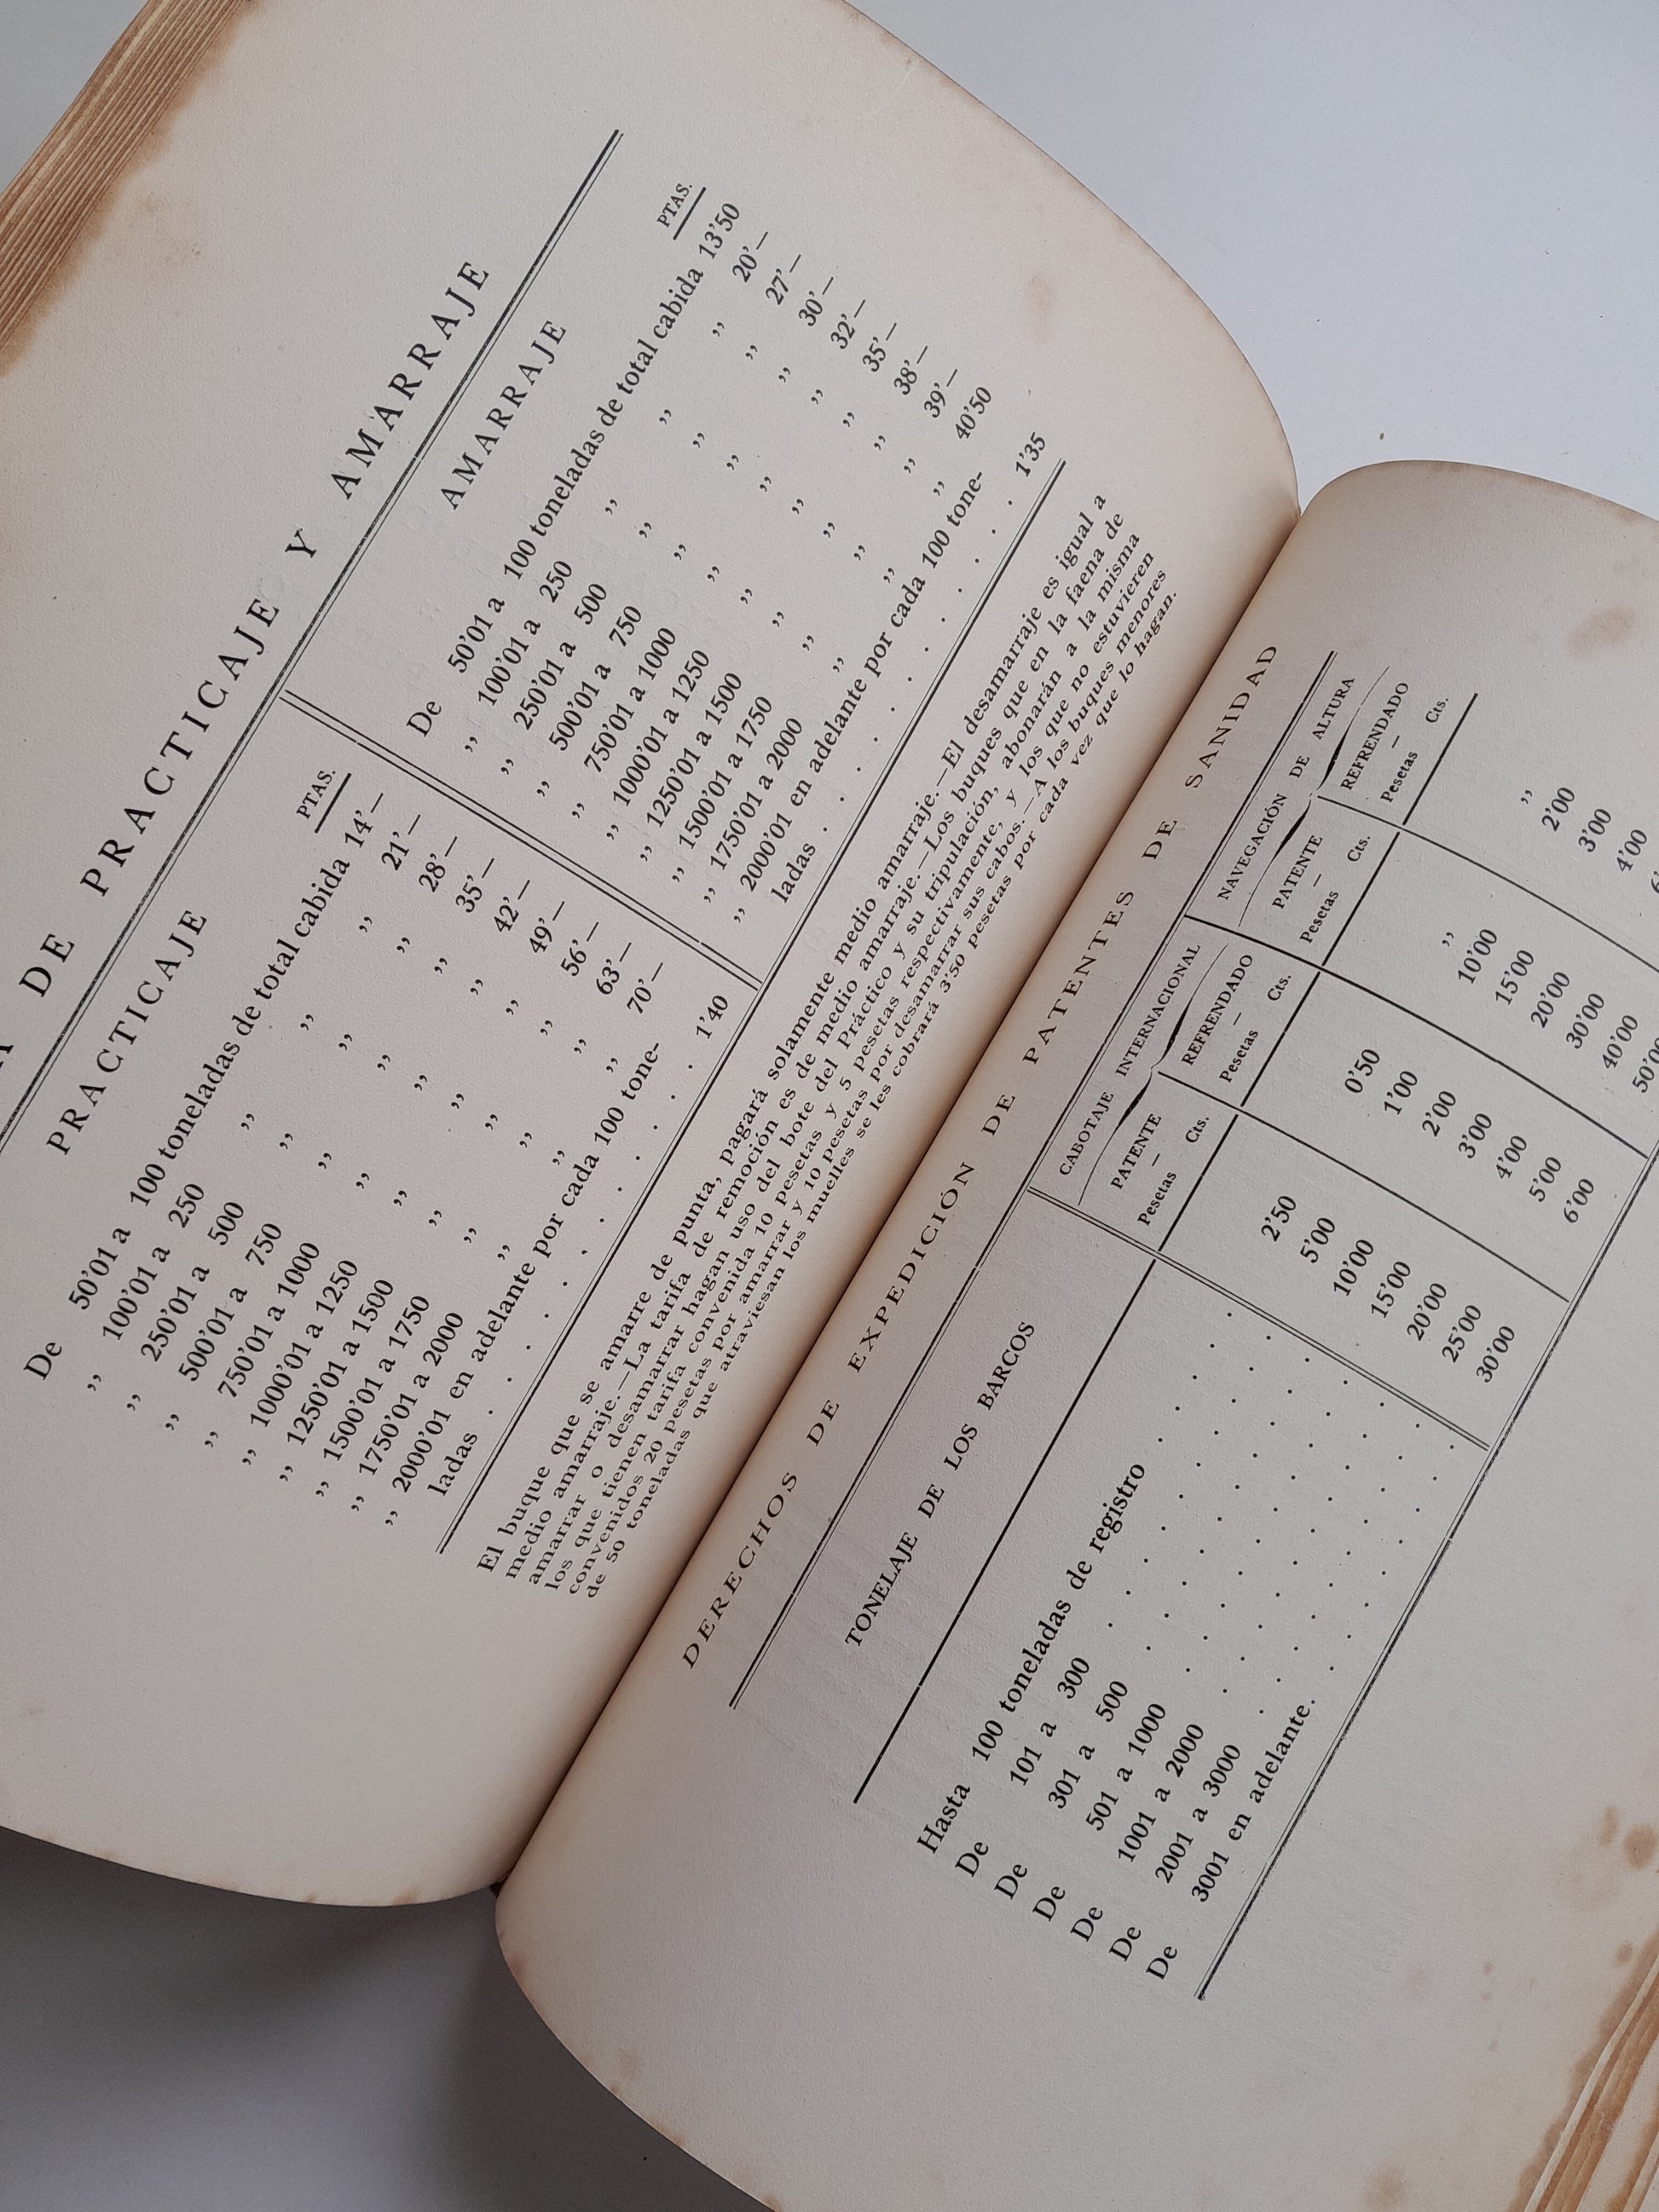 DE PRACTICAJE Y AMARRAJE
PRACTICAJE
PTAS.
De 50'01 a 100 toneladas de total cabida 14'—
„ 100'01 a 250 „ „ „ 21'—
„ 250'01 a 500 „ „ „ 28'—
„ 500'01 a 750 „ „ „ 35'—
„ 750'01 a 1000 „ „ „ 42'—
„ 1000'01 a 1250 „ „ „ 49'—
„ 1250'01 a 1500 „ „ „ 56'—
„ 1500'01 a 1750 „ „ „ 63'—
„ 1750'01 a 2000 „ „ „ 70'—
„ 2000'01 en adelante por cada 100 tone-
ladas . . . . . . . . 1'40
AMARRAJE
PTAS.
De 50'01 a 100 toneladas de total cabida 13'50
„ 100'01 a 250 „ „ „ 20'—
„ 250'01 a 500 „ „ „ 27'—
„ 500'01 a 750 „ „ „ 30'—
„ 750'01 a 1000 „ „ „ 32'—
„ 1000'01 a 1250 „ „ „ 35'—
„ 1250'01 a 1500 „ „ „ 38'—
„ 1500'01 a 1750 „ „ „ 39'—
„ 1750'01 a 2000 „ „ „ 40'50
„ 2000'01 en adelante por cada 100 tone-
ladas . . . . . . . . 1'35
El buque que se amarre de punta, pagará solamente medio amarraje.—El desamarraje es igual a
medio amarraje.—La tarifa de remoción es de medio amarraje.—Los buques que en la faena de
amarrar o desamarrar hagan uso del bote del Práctico y su tripulación, abonarán a la misma
los que tienen tarifa convenida 10 pesetas y 5 pesetas respectivamente, y los que no estuvieren
convenidos 20 pesetas por amarrar y 10 pesetas por desamarrar sus cabos.—A los buques menores
de 50 toneladas que atraviesan los muelles se les cobrará 3'50 pesetas por cada vez que lo hagan.
DERECHOS DE EXPEDICIÓN DE PATENTES DE SANIDAD
TONELAJE DE LOS BARCOS
CABOTAJE INTERNACIONAL
NAVEGACIÓN DE ALTURA
PATENTE — Pesetas Cts.
REFRENDADO — Pesetas Cts.
PATENTE — Pesetas Cts.
REFRENDADO — Pesetas Cts.
Hasta 100 toneladas de registro . . 2'50 0'50 „ „
De 101 a 300 . . . . 5'00 1'00 10'00 2'00
De 301 a 500 . . . . 10'00 2'00 15'00 3'00
De 501 a 1000 . . . . 15'00 3'00 20'00 4'00
De 1001 a 2000 . . . . 20'00 4'00 30'00
De 2001 a 3000 . . . . 25'00 5'00 40'00
De 3001 en adelante. . . . 30'00 6'00